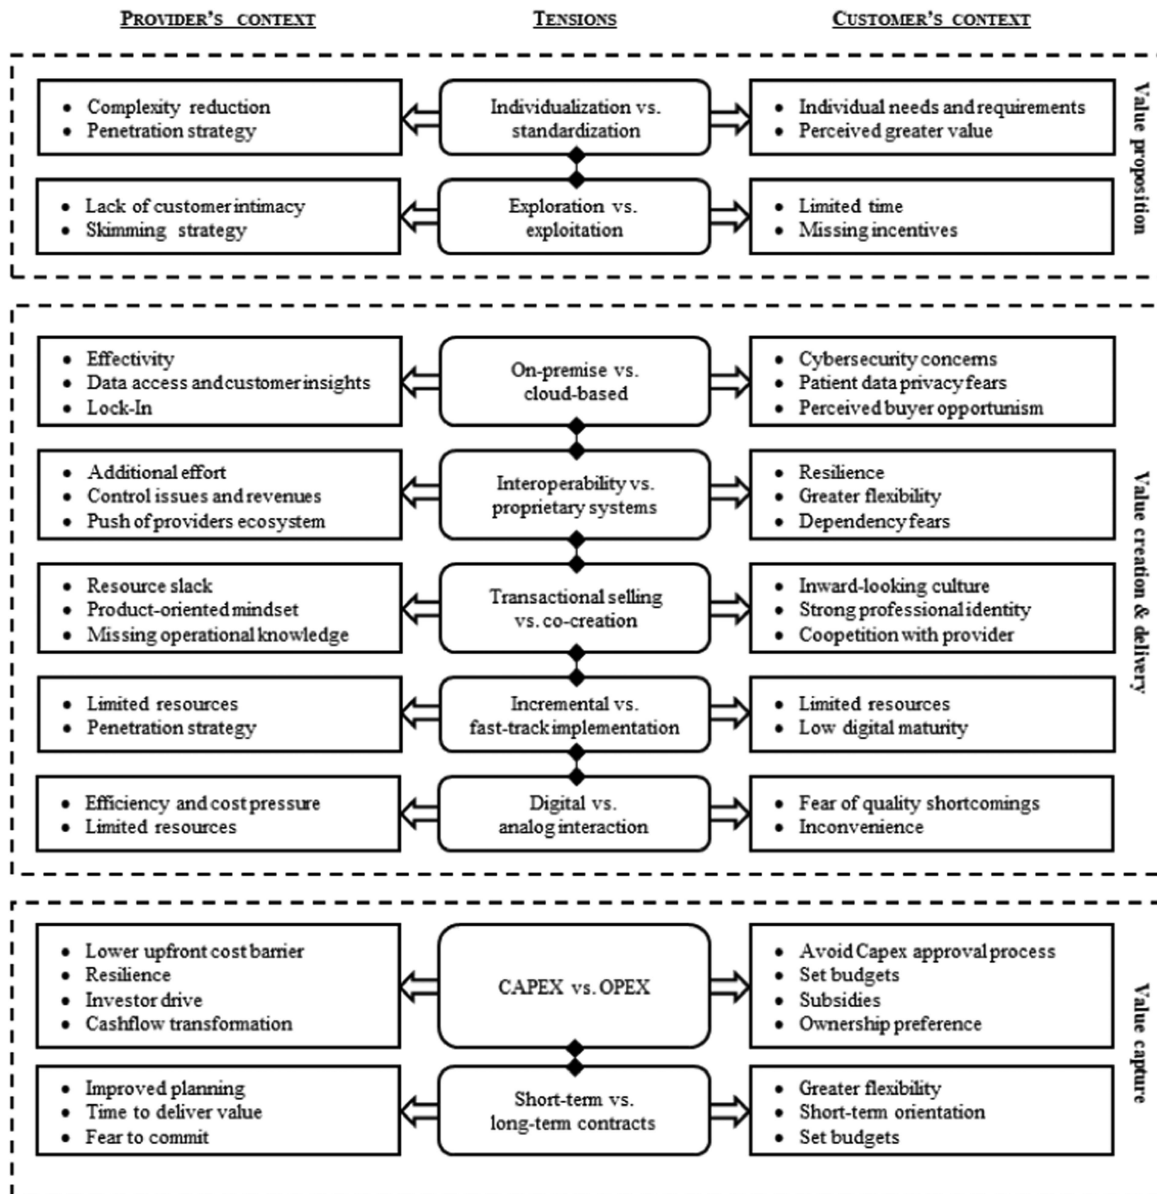 PROVIDER'S CONTEXT
TENSIONS
CUSTOMER'S CONTEXT
Value proposition
• Complexity reduction
• Penetration strategy
Individualization vs.
standardization
• Individual needs and requirements
• Perceived greater value
• Lack of customer intimacy
• Skimming strategy
Exploration vs.
exploitation
• Limited time
• Missing incentives
Value creation & delivery
• Effectivity
• Data access and customer insights
• Lock-In
On-premise vs.
cloud-based
• Cybersecurity concerns
• Patient data privacy fears
• Perceived buyer opportunism
• Additional effort
• Control issues and revenues
• Push of providers ecosystem
Interoperability vs.
proprietary systems
• Resilience
• Greater flexibility
• Dependency fears
• Resource slack
• Product-oriented mindset
• Missing operational knowledge
Transactional selling
vs. co-creation
• Inward-looking culture
• Strong professional identity
• Coopetition with provider
• Limited resources
• Penetration strategy
Incremental vs.
fast-track implementation
• Limited resources
• Low digital maturity
• Efficiency and cost pressure
• Limited resources
Digital vs.
analog interaction
• Fear of quality shortcomings
• Inconvenience
Value capture
• Lower upfront cost barrier
• Resilience
• Investor drive
• Cashflow transformation
CAPEX vs. OPEX
• Avoid Capex approval process
• Set budgets
• Subsidies
• Ownership preference
• Improved planning
• Time to deliver value
• Fear to commit
Short-term vs.
long-term contracts
• Greater flexibility
• Short-term orientation
• Set budgets